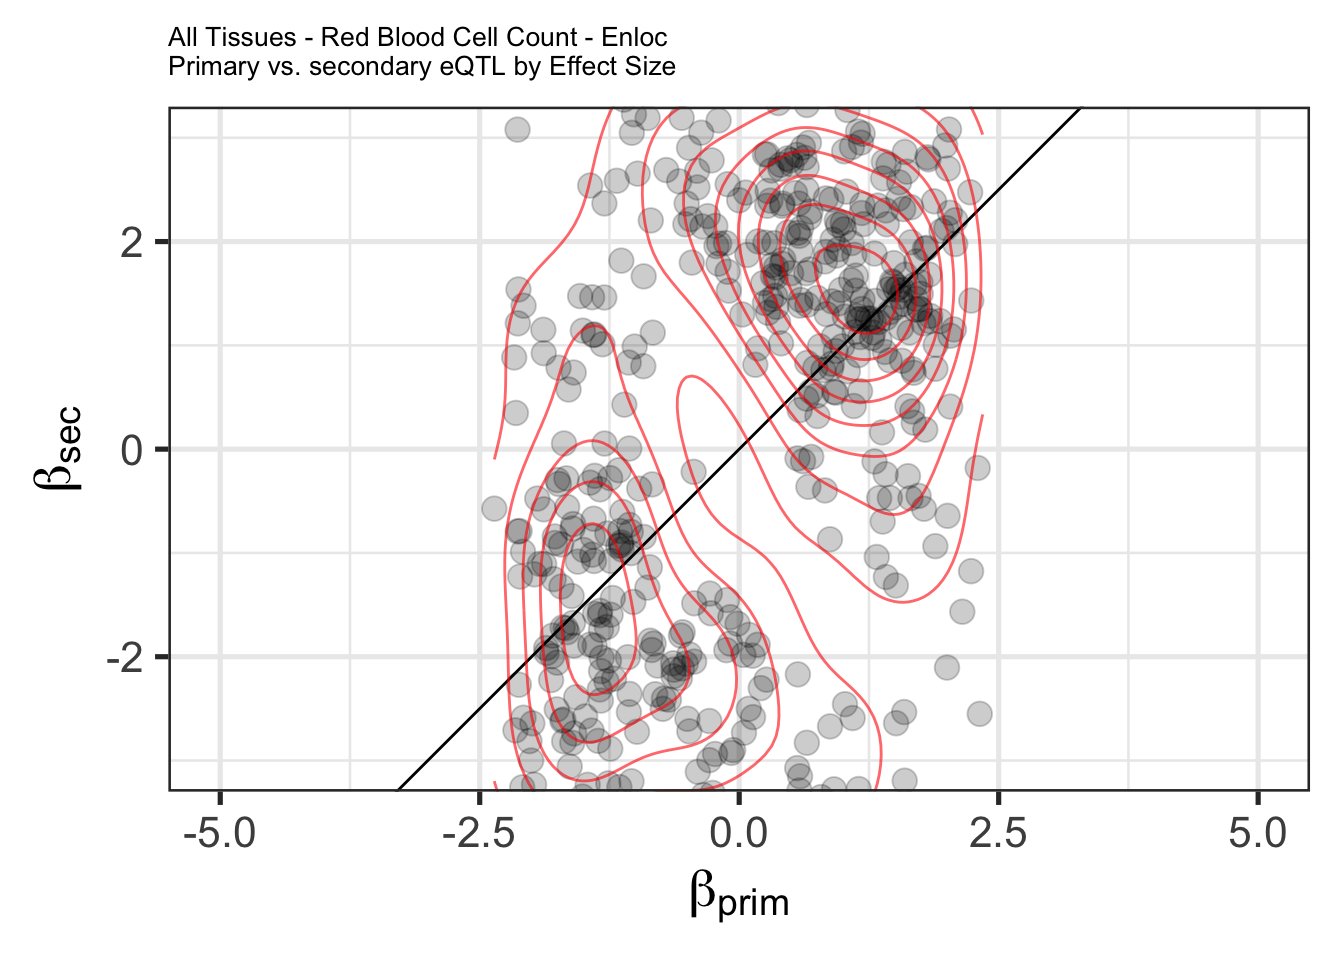 All Tissues - Red Blood Cell Count - Enloc
Primary vs. secondary eQTL by Effect Size
βsec
2
0
-2
-5.0 -2.5 0.0 2.5 5.0
βprim